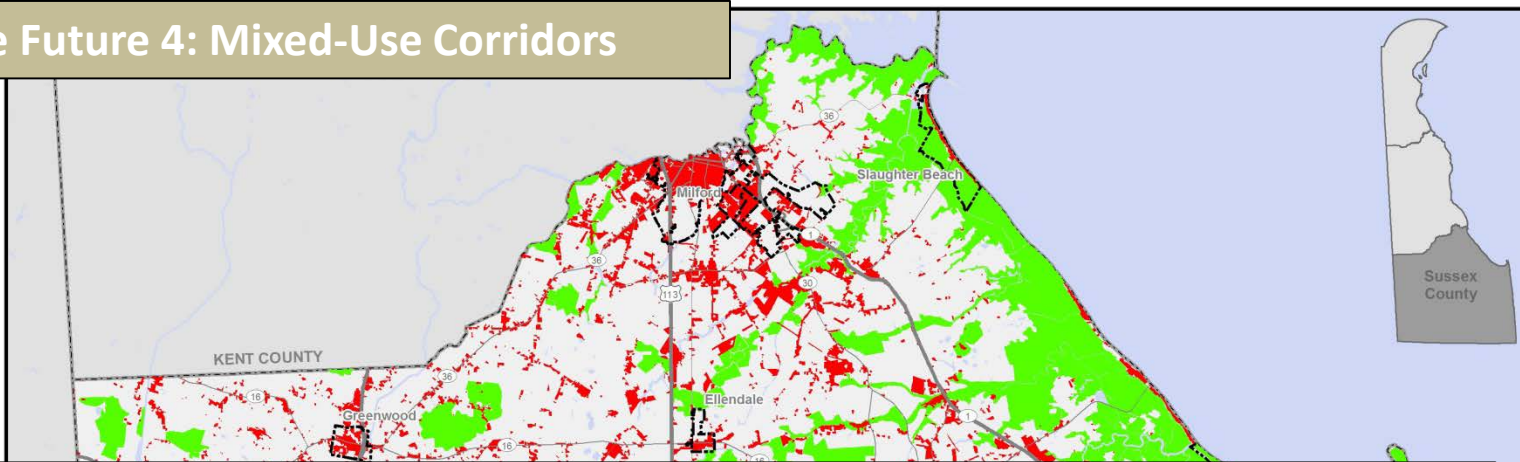 e Future 4: Mixed-Use Corridors
36
Slaughter Beach
Milford
1
36
30
113
Sussex
County
KENT COUNTY
36
16
Ellendale
Greenwood
1
16
16